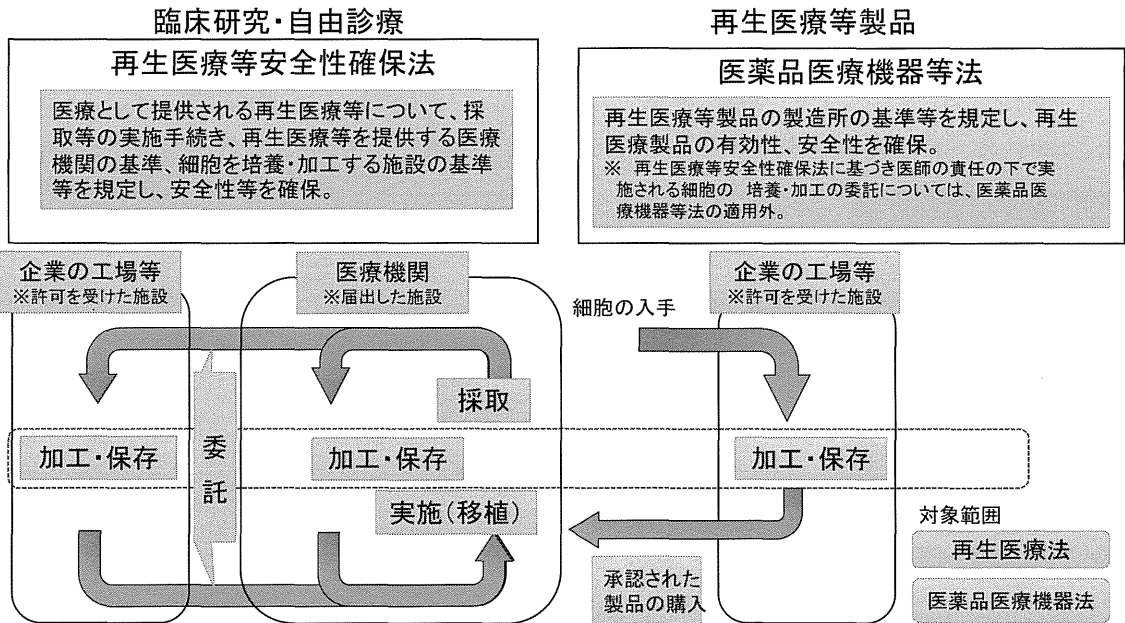 臨床研究・自由診療
再生医療等安全性確保法
医療として提供される再生医療等について、採
取等の実施手続き、再生医療等を提供する医療
機関の基準、細胞を培養・加工する施設の基準
等を規定し、安全性等を確保。
再生医療等製品
医薬品医療機器等法
再生医療等製品の製造所の基準等を規定し、再生
医療製品の有効性、安全性を確保。
※ 再生医療等安全性確保法に基づき医師の責任の下で実
施される細胞の 培養・加工の委託については、医薬品医
療機器等法の適用外。
企業の工場等
※許可を受けた施設
医療機関
※届出した施設
細胞の入手
企業の工場等
※許可を受けた施設
採取
加工・保存
委託
加工・保存
加工・保存
実施(移植)
承認された
製品の購入
対象範囲
再生医療法
医薬品医療機器法